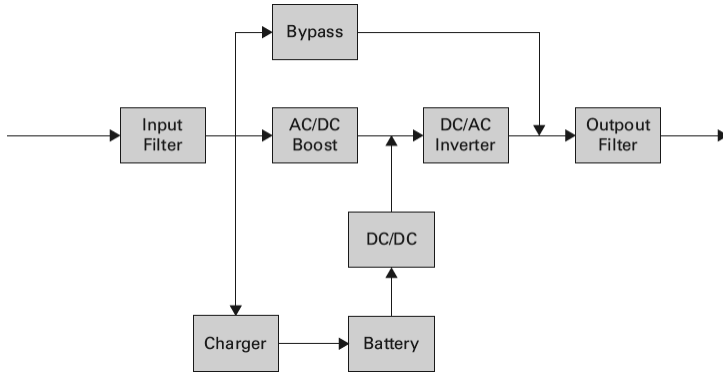 Bypass
Input
Filter
AC/DC
Boost
DC/AC
Inverter
Outpout
Filter
DC/DC
Charger
Battery